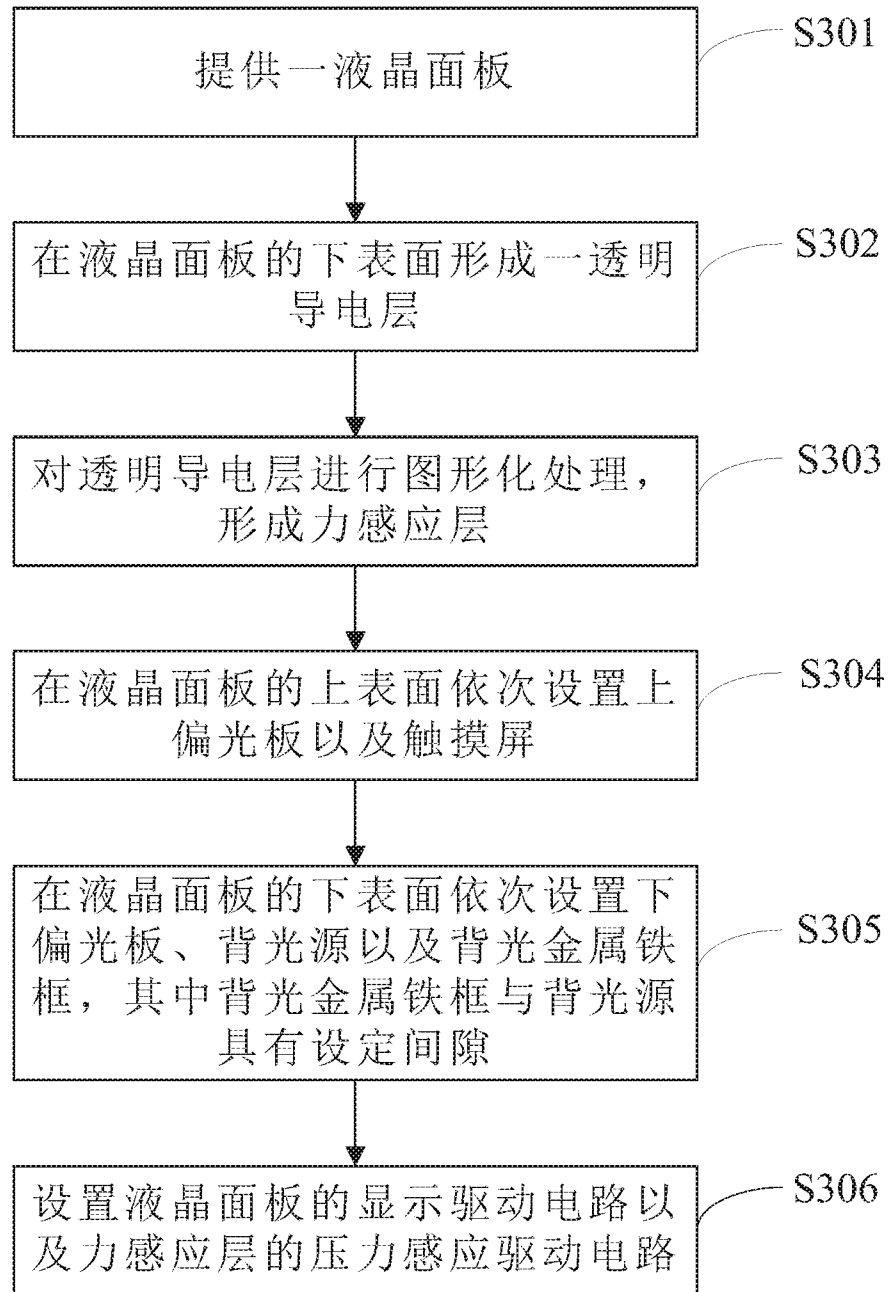 提供一液晶面板
S301
在液晶面板的下表面形成一透明
导电层
S302
对透明导电层进行图形化处理，
形成力感应层
S303
在液晶面板的上表面依次设置上
偏光板以及触摸屏
S304
在液晶面板的下表面依次设置下
偏光板、背光源以及背光金属铁
框，其中背光金属铁框与背光源
具有设定间隙
S305
设置液晶面板的显示驱动电路以
及力感应层的压力感应驱动电路
S306